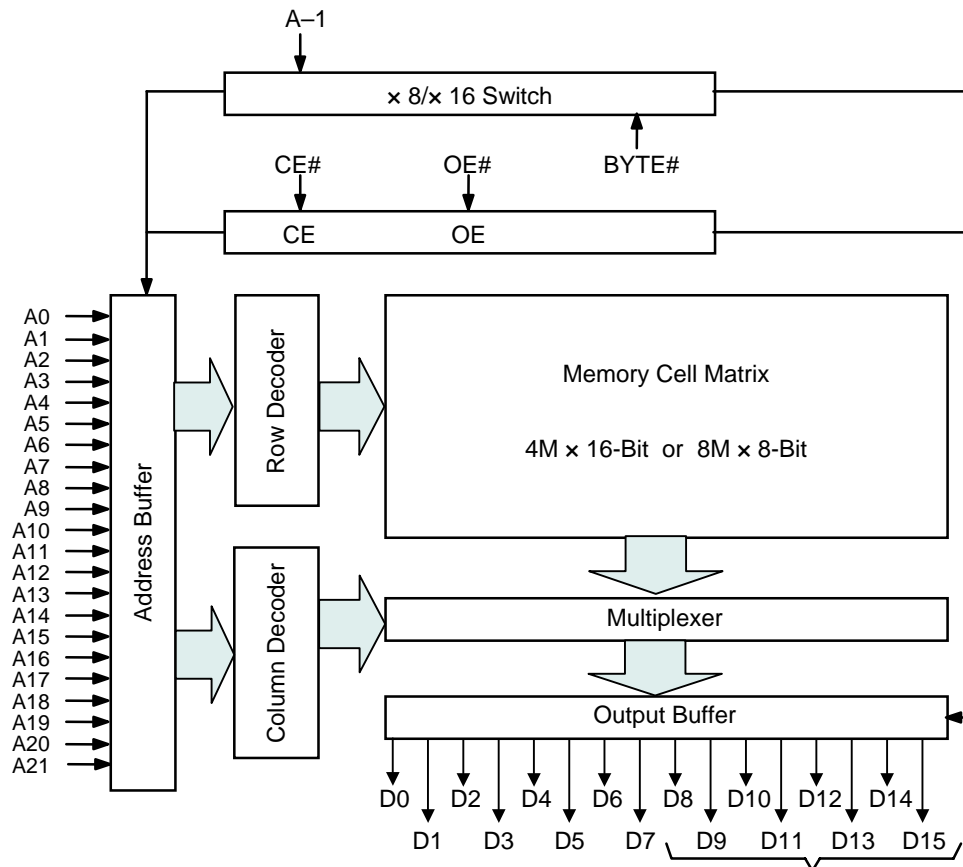 A–1
× 8/× 16 Switch
CE# OE# BYTE#
CE OE
A0
A1
A2
A3
A4
A5
A6
A7
A8
A9
A10
A11
A12
A13
A14
A15
A16
A17
A18
A19
A20
A21
Address Buffer
Row Decoder
Column Decoder
Memory Cell Matrix
4M × 16-Bit or 8M × 8-Bit
Multiplexer
Output Buffer
D0 D2 D4 D6 D8 D10 D12 D14
D1 D3 D5 D7 D9 D11 D13 D15